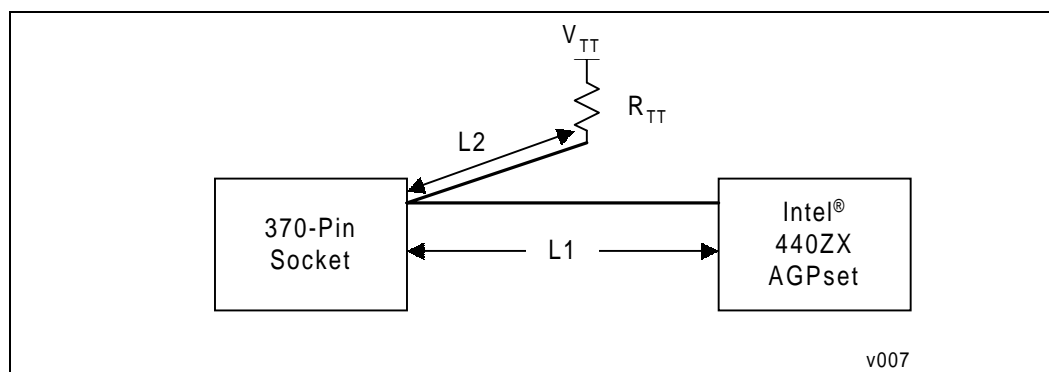 V_TT
R_TT
L2
370-Pin
Socket
L1
Intel®
440ZX
AGPset
v007